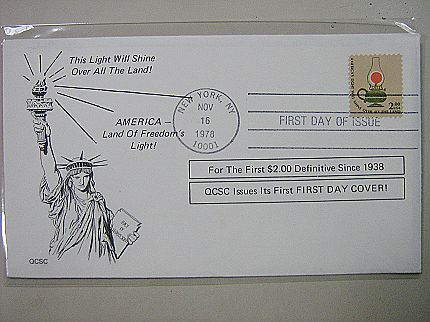 This Light Will Shine
Over All The Land!
AMERICA –
Land Of Freedom's
Light!
NEW YORK, NY
NOV
16
1978
10001
FIRST DAY OF ISSUE
2.00
For The First $2.00 Definitive Since 1938
QCSC Issues Its First FIRST DAY COVER!
QCSC